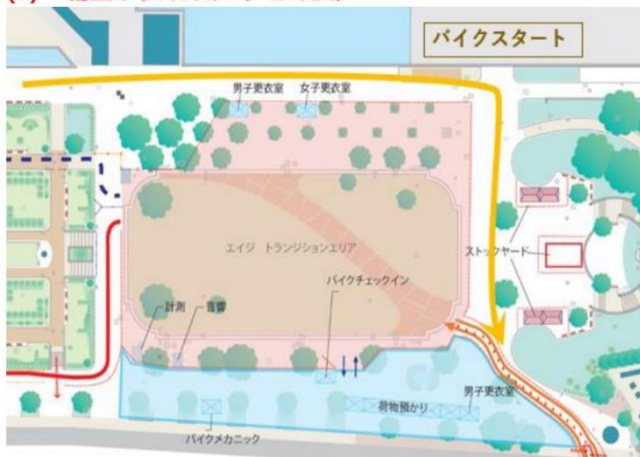 バイクスタート
男子更衣室
女子更衣室
ストックヤード
エイジ トランジションエリア
バイクチェックイン
計測
音響
男子更衣室
荷物預かり
バイクメカニック